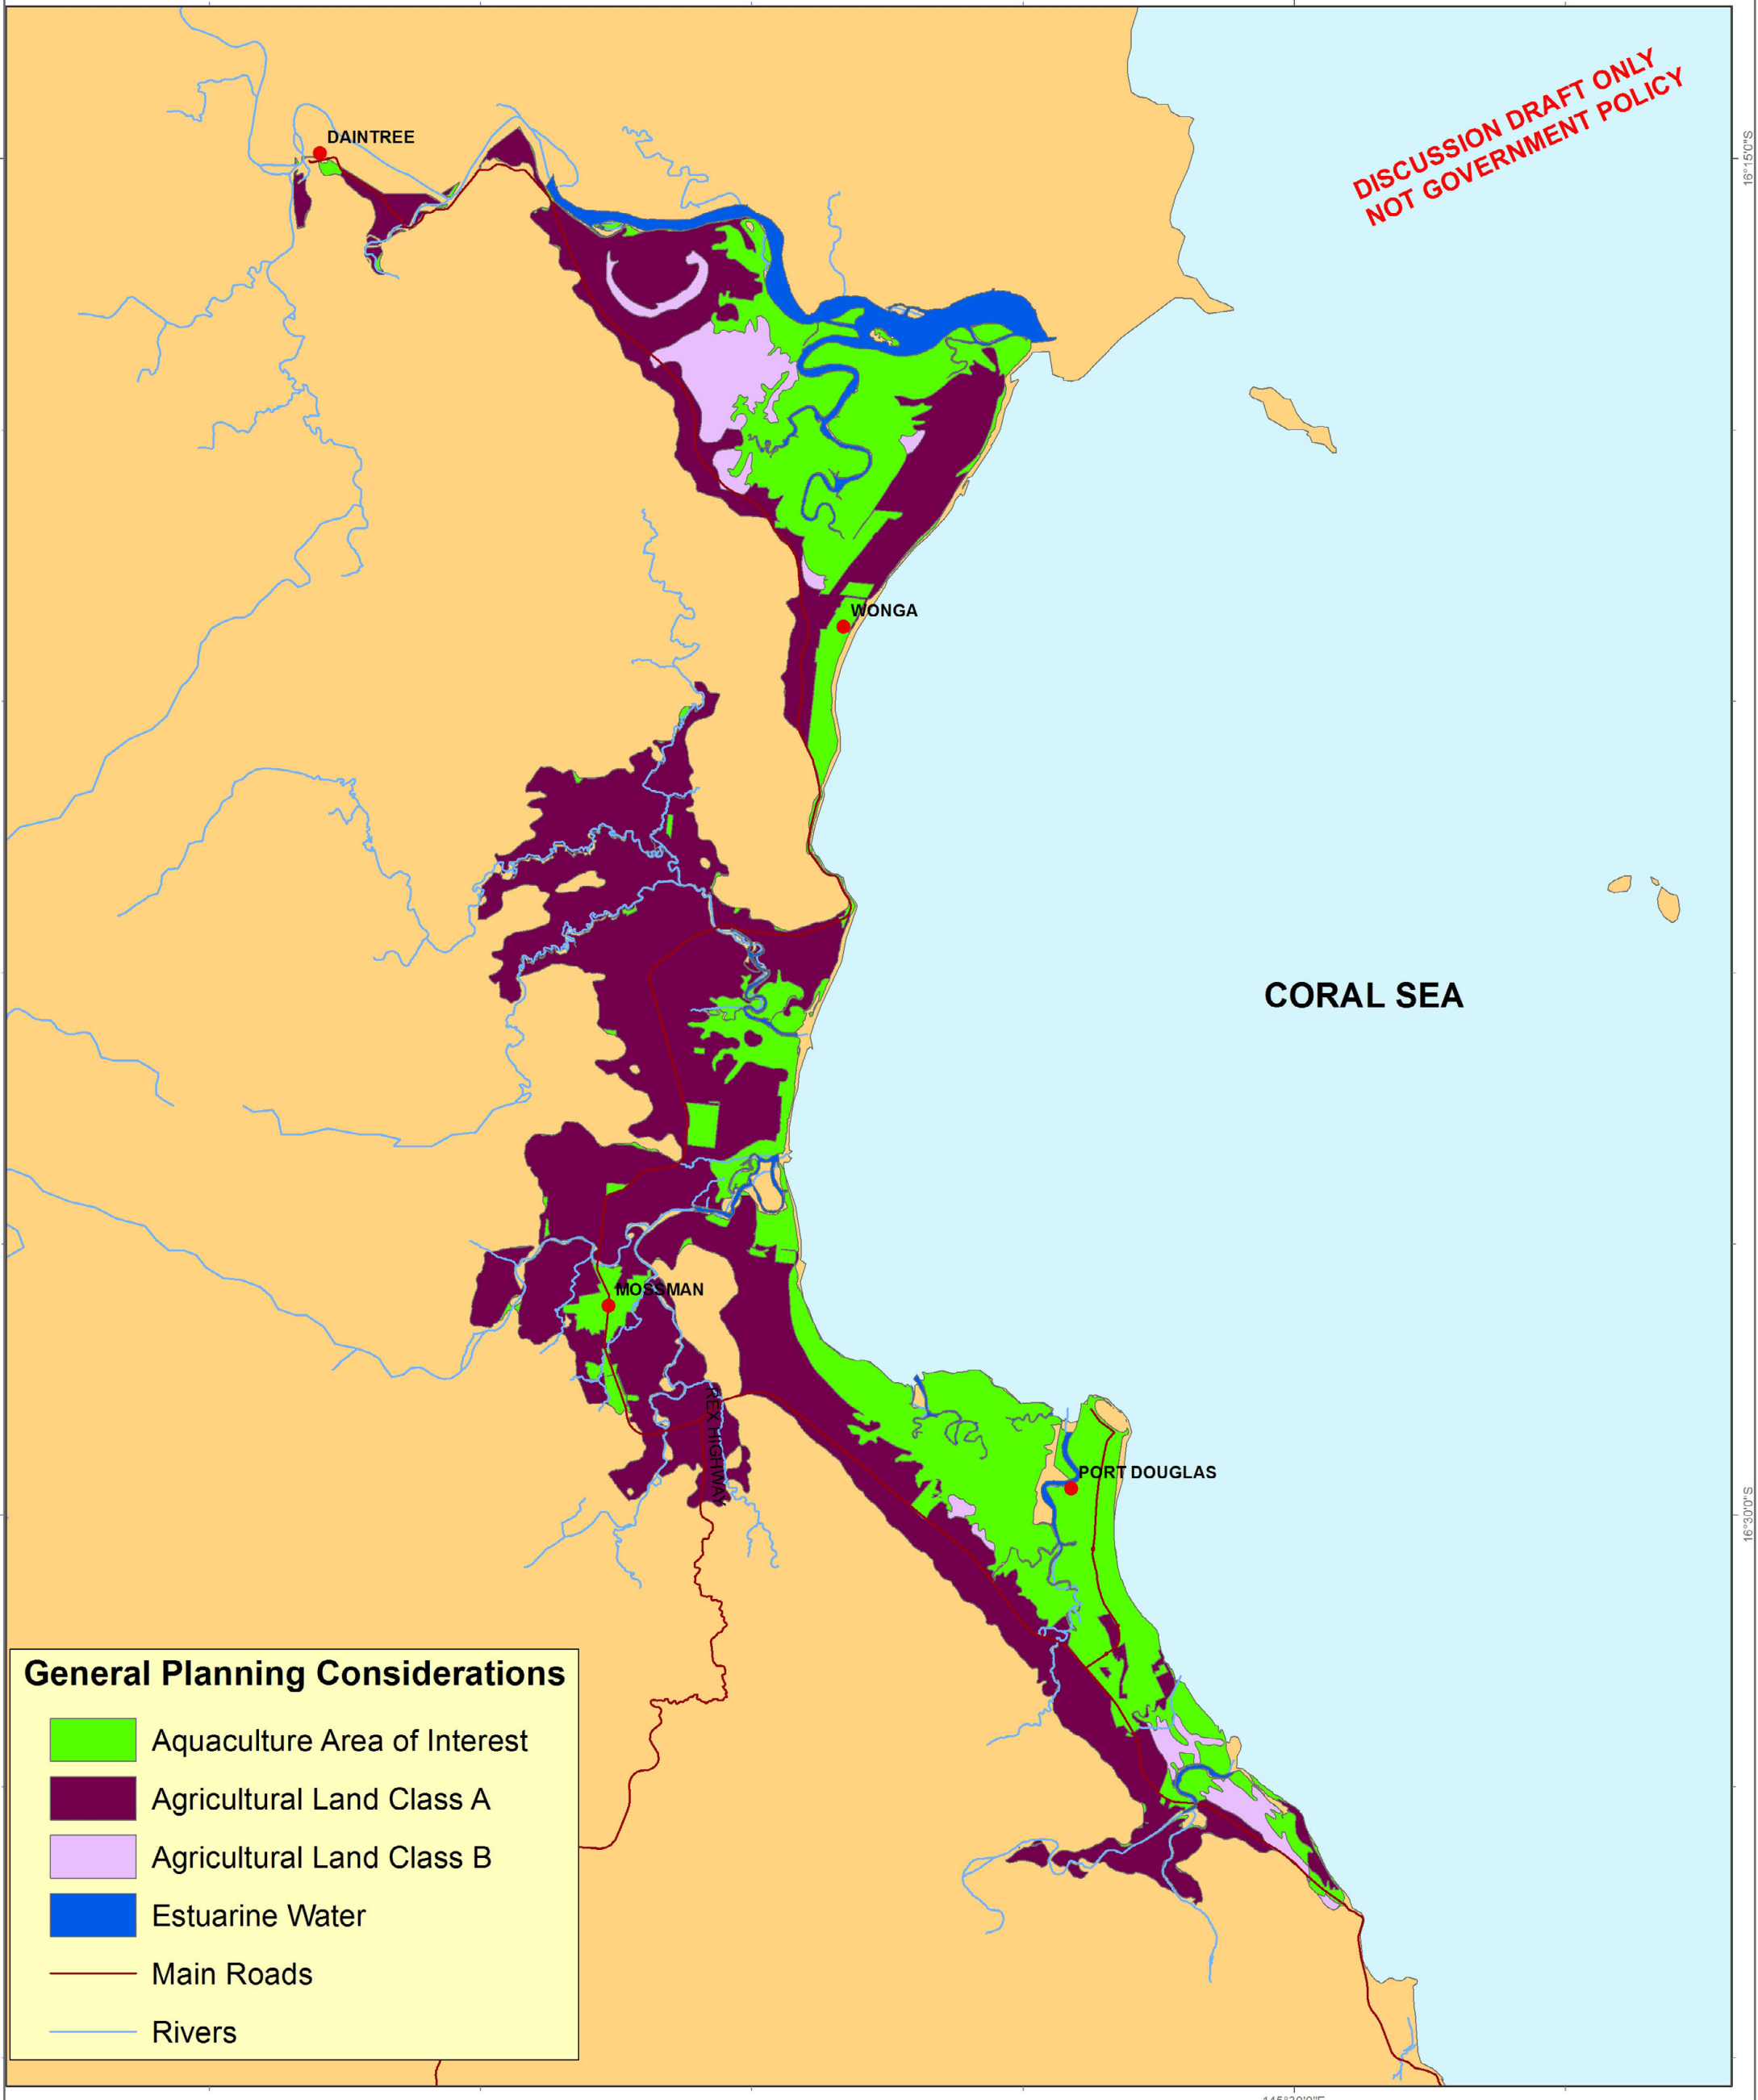 DISCUSSION DRAFT ONLY
NOT GOVERNMENT POLICY
DAINTREE
16°15'0"S
WONGA
CORAL SEA
MOSSMAN
REX HIGHWAY
PORT DOUGLAS
16°30'0"S
General Planning Considerations
Aquaculture Area of Interest
Agricultural Land Class A
Agricultural Land Class B
Estuarine Water
Main Roads
Rivers